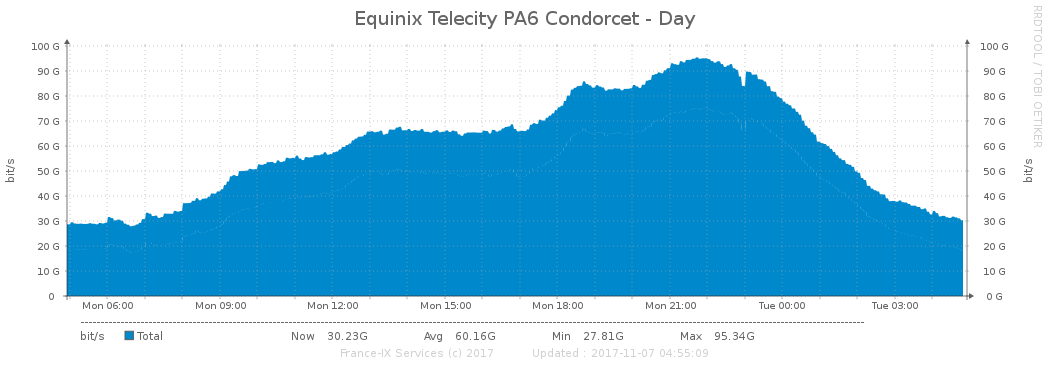 Equinix Telecity PA6 Condorcet - Day
RRDTOOL / TOBI OETIKER
bit/s
100 G
90 G
80 G
70 G
60 G
50 G
40 G
30 G
20 G
10 G
0
100 G
90 G
80 G
70 G
60 G
50 G
40 G
30 G
20 G
10 G
0 G
bit/s
Mon 06:00 Mon 09:00 Mon 12:00 Mon 15:00 Mon 18:00 Mon 21:00 Tue 00:00 Tue 03:00
bit/s Total Now 30.23G Avg 60.16G Min 27.81G Max 95.34G
France-IX Services (c) 2017 Updated : 2017-11-07 04:55:09